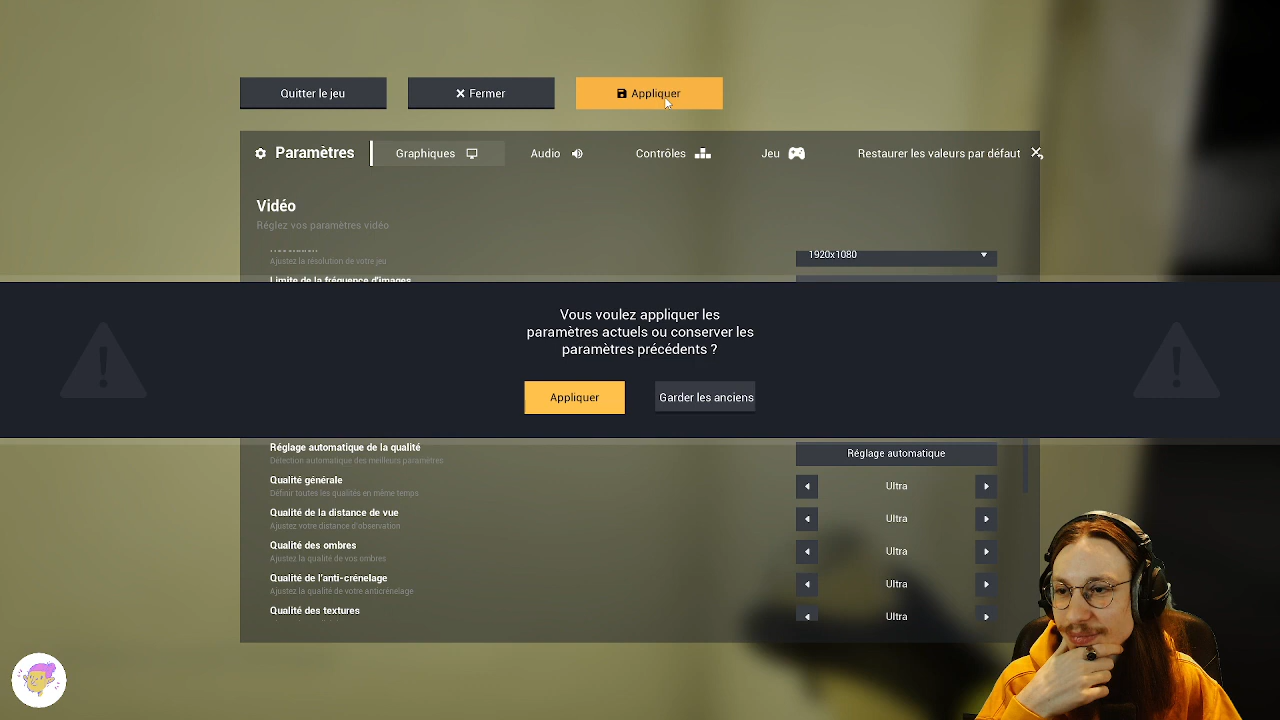 Quitter le jeu
Fermer
Appliquer
Paramètres
Graphiques
Audio
Contrôles
Jeu
Restaurer les valeurs par défaut
Vidéo
Réglez vos paramètres vidéo
Ajustez la résolution de votre jeu
1920x1080
Limite de la fréquence d'images
Vous voulez appliquer les
paramètres actuels ou conserver les
paramètres précédents ?
Appliquer
Garder les anciens
Réglage automatique de la qualité
Détection automatique des meilleurs paramètres
Réglage automatique
Qualité générale
Définir toutes les qualités en même temps
Ultra
Qualité de la distance de vue
Ajustez votre distance d'observation
Ultra
Qualité des ombres
Ajustez la qualité de vos ombres
Ultra
Qualité de l'anti-crénelage
Ajustez la qualité de votre anticrénelage
Ultra
Qualité des textures
Ultra